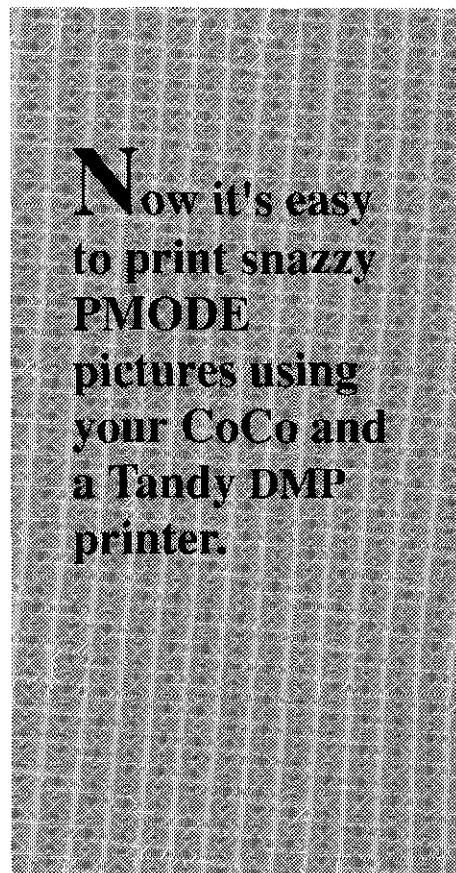 Now it's easy
to print snazzy
PMODE
pictures using
your CoCo and
a Tandy DMP
printer.